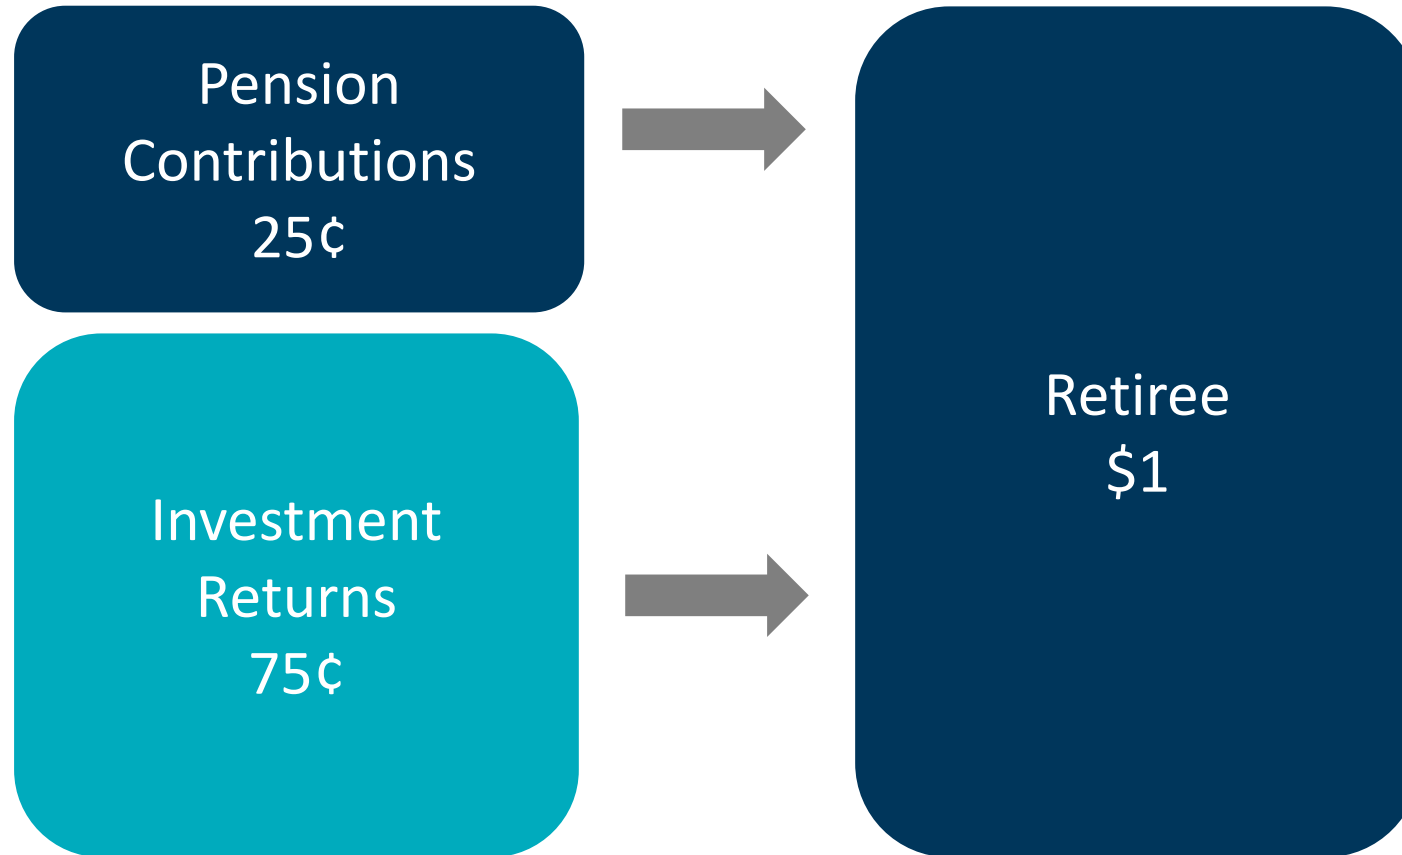 Pension
Contributions
25¢
Investment
Returns
75¢
Retiree
$1